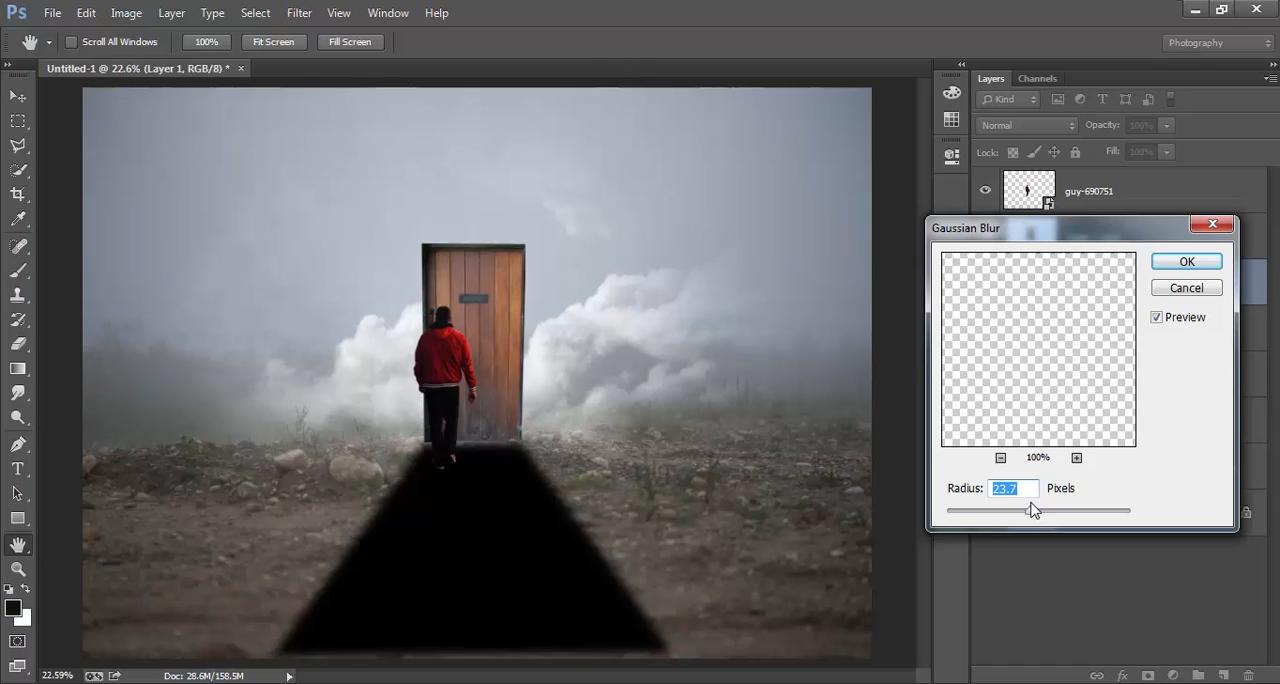 Ps File Edit Image Layer Type Select Filter View Window Help
Scroll All Windows 100% Fit Screen Fill Screen Photography
Untitled-1 @ 22.6% (Layer 1, RGB/8) * ×
Layers Channels
Kind
Normal Opacity: 100%
Lock: Fill: 100%
guy-690751
Gaussian Blur
OK
Cancel
Preview
100%
Radius: 23.7 Pixels
22.59% Doc: 28.6M/158.5M